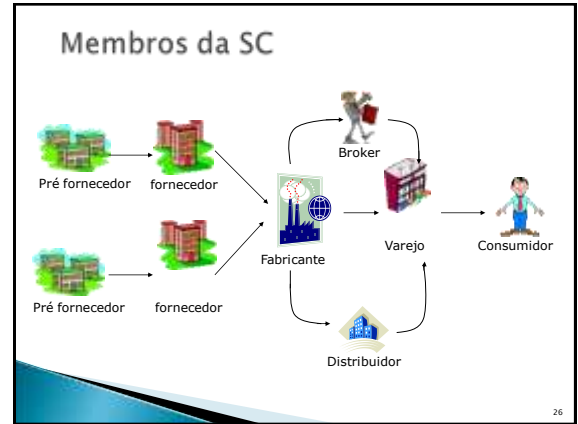 Membros da SC
Broker
Pré fornecedor
fornecedor
Fabricante
Varejo
Consumidor
Pré fornecedor
fornecedor
Distribuidor
26